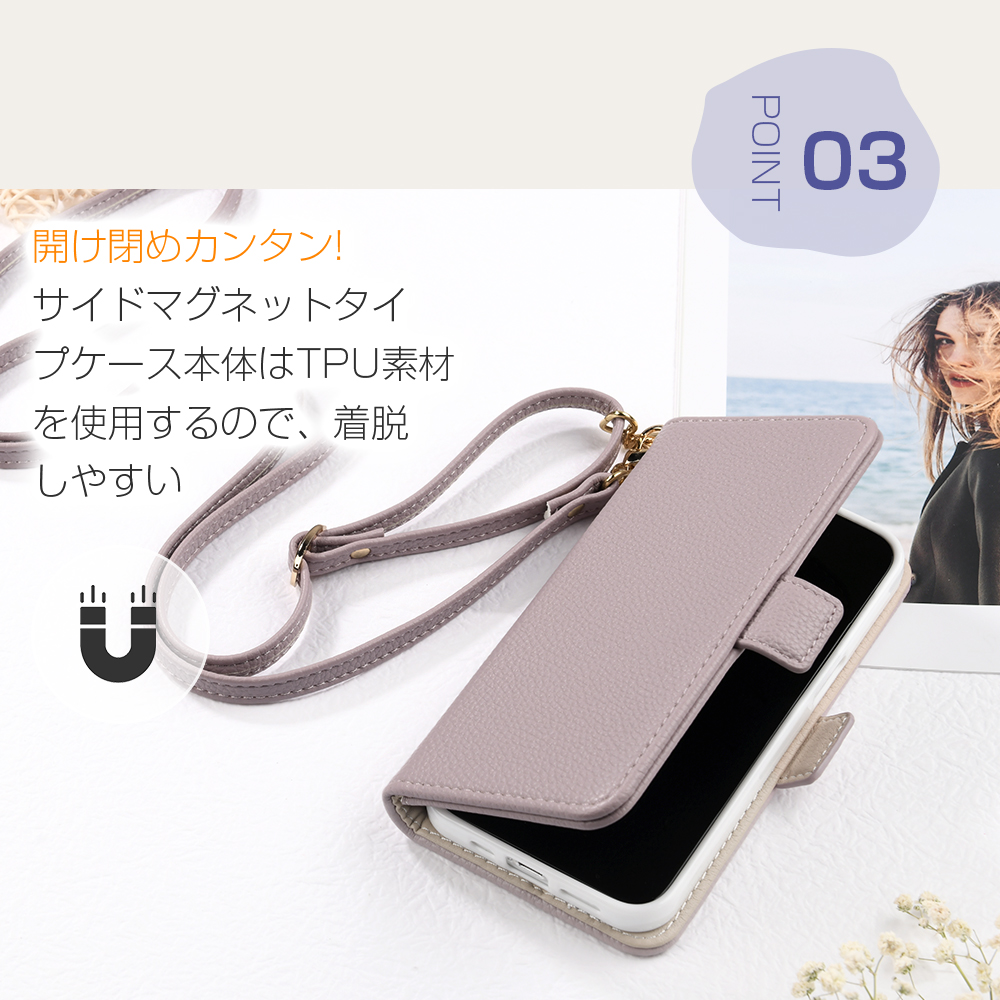 POINT 03
開け閉めカンタン!
サイドマグネットタイ
プケース本体はTPU素材
を使用するので、着脱
しやすい